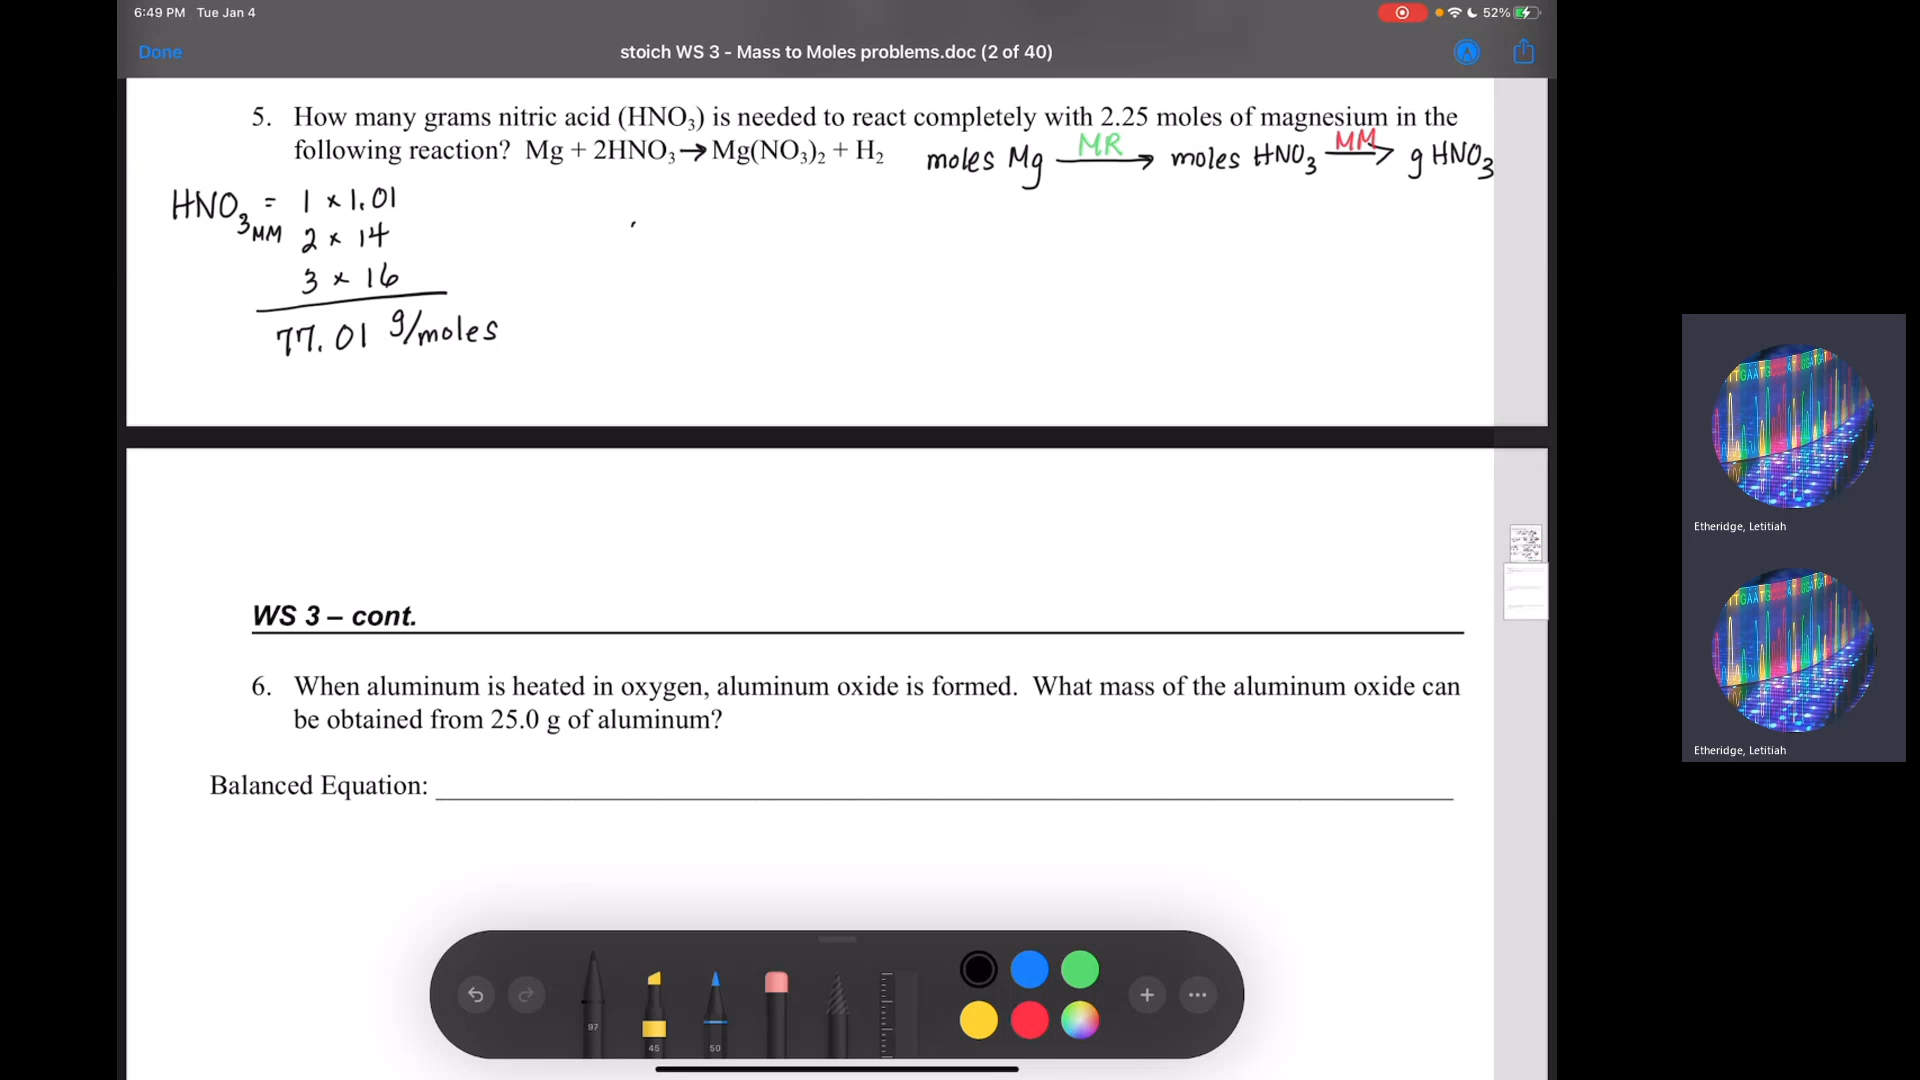 6:49 PM Tue Jan 4
52%
Done
stoich WS 3 - Mass to Moles problems.doc (2 of 40)
5. How many grams nitric acid (HNO₃) is needed to react completely with 2.25 moles of magnesium in the
following reaction? Mg + 2HNO₃→Mg(NO₃)₂ + H₂
moles Mg MR → moles HNO₃ MM → g HNO₃
HNO₃ MM = 1 × 1.01
2 × 14
3 × 16
77.01 g/moles
WS 3 – cont.
6. When aluminum is heated in oxygen, aluminum oxide is formed. What mass of the aluminum oxide can
be obtained from 25.0 g of aluminum?
Balanced Equation:
97
45
50
Etheridge, Letitiah
Etheridge, Letitiah